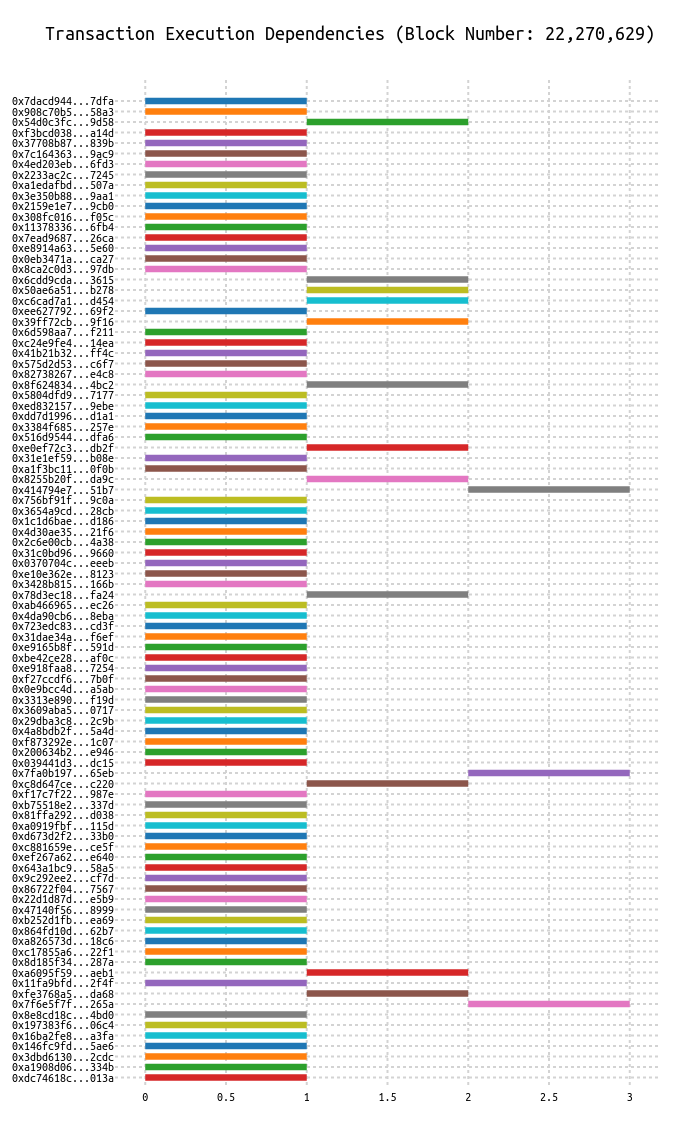 Transaction Execution Dependencies (Block Number: 22,270,629)
0x7dacd944...7dfa
0x908c70b5...58a3
0x54d0c3fc...9d58
0xf3bcd038...a14d
0x37708b87...839b
0x7c164363...9ac9
0x4ed203eb...6fd3
0x2233ac2c...7245
0xa1edafbd...507a
0x3e350b88...9aa1
0x2159e1e7...9cb0
0x308fc016...f05c
0x11378336...6fb4
0x7ead9687...26ca
0xe8914a63...5e60
0x0eb3471a...ca27
0x8ca2c0d3...97db
0x6cdd9cda...3615
0x50ae6a51...b278
0xc6cad7a1...d454
0xee627792...69f2
0x39ff72cb...9f16
0x6d598aa7...f211
0xc24e9fe4...14ea
0x41b21b32...ff4c
0x575d2d53...c6f7
0x82738267...e4c8
0x8f624834...4bc2
0x5804dfd9...7177
0xed832157...9ebe
0xdd7d1996...d1a1
0x3384f685...257e
0x516d9544...dfa6
0xe0ef72c3...db2f
0x31e1ef59...b08e
0xa1f3bc11...0f0b
0x8255b20f...da9c
0x414794e7...51b7
0x756bf91f...9c0a
0x3654a9cd...28cb
0x1c1d6bae...d186
0x4d30ae35...21f6
0x2c6e00cb...4a38
0x31c0bd96...9660
0x0370704c...eeeb
0xe10e362e...8123
0x3428b815...166b
0x78d3ec18...fa24
0xab466965...ec26
0x4da90cb6...8eba
0x723edc83...cd3f
0x31dae34a...f6ef
0xe9165b8f...591d
0xbe42ce28...af0c
0xe918faa8...7254
0xf27ccdf6...7b0f
0x0e9bcc4d...a5ab
0x3313e890...f19d
0x3609aba5...0717
0x29dba3c8...2c9b
0x4a8bdb2f...5a4d
0xf873292e...1c07
0x200634b2...e946
0x039441d3...dc15
0x7fa0b197...65eb
0xc8d647ce...c220
0xf17c7f22...987e
0xb75518e2...337d
0x81ffa292...d038
0xa0919fbf...115d
0xd673d2f2...33b0
0xc881659e...ce5f
0xef267a62...e640
0x643a1bc9...58a5
0x9c292ee2...cf7d
0x86722f04...7567
0x22d1d87d...e5b9
0x47140f56...8999
0xb252d1fb...ea69
0x864fd10d...62b7
0xa826573d...18c6
0xc17855a6...22f1
0x8d185f34...287a
0xa6095f59...aeb1
0x11fa9bfd...2f4f
0xfe3768a5...da68
0x7f6e5f7f...265a
0x8e8cd18c...4bd0
0x197383f6...06c4
0x16ba2fe8...a3fa
0x146fc9fd...5ae6
0x3dbd6130...2cdc
0xa1908d06...334b
0xdc74618c...013a
0 0.5 1 1.5 2 2.5 3